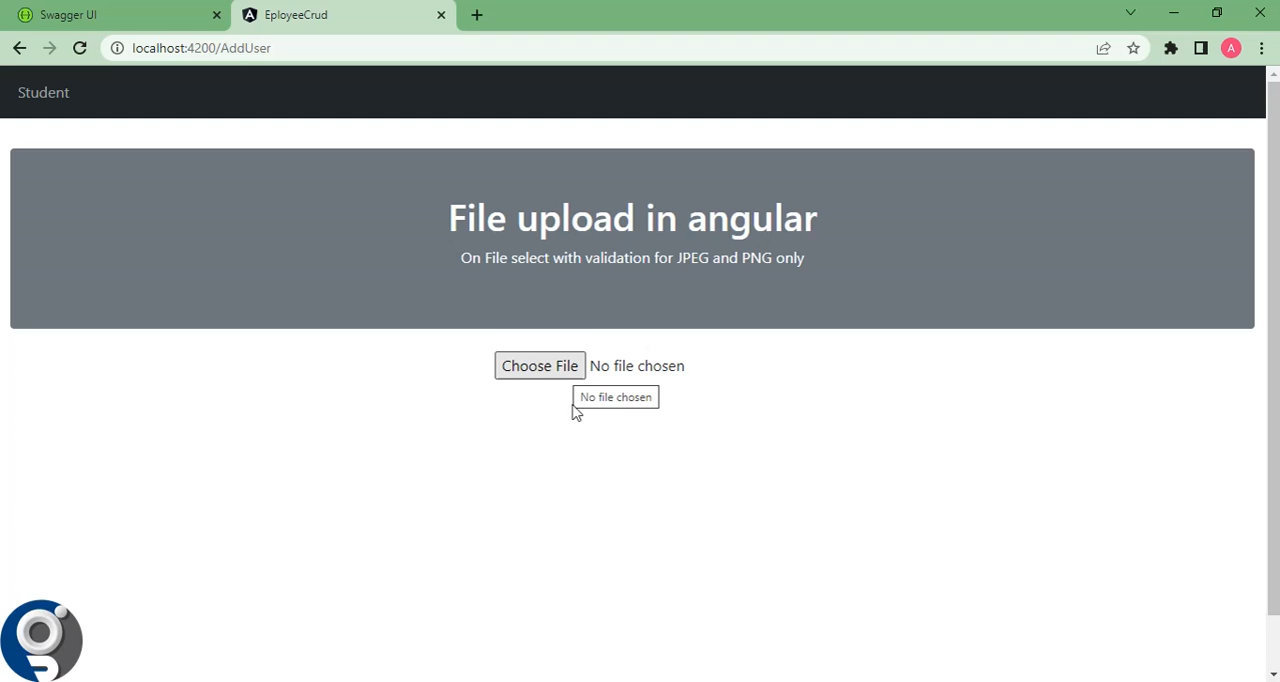 Swagger UI
EployeeCrud
localhost:4200/AddUser
A
Student
File upload in angular
On File select with validation for JPEG and PNG only
Choose File No file chosen
No file chosen